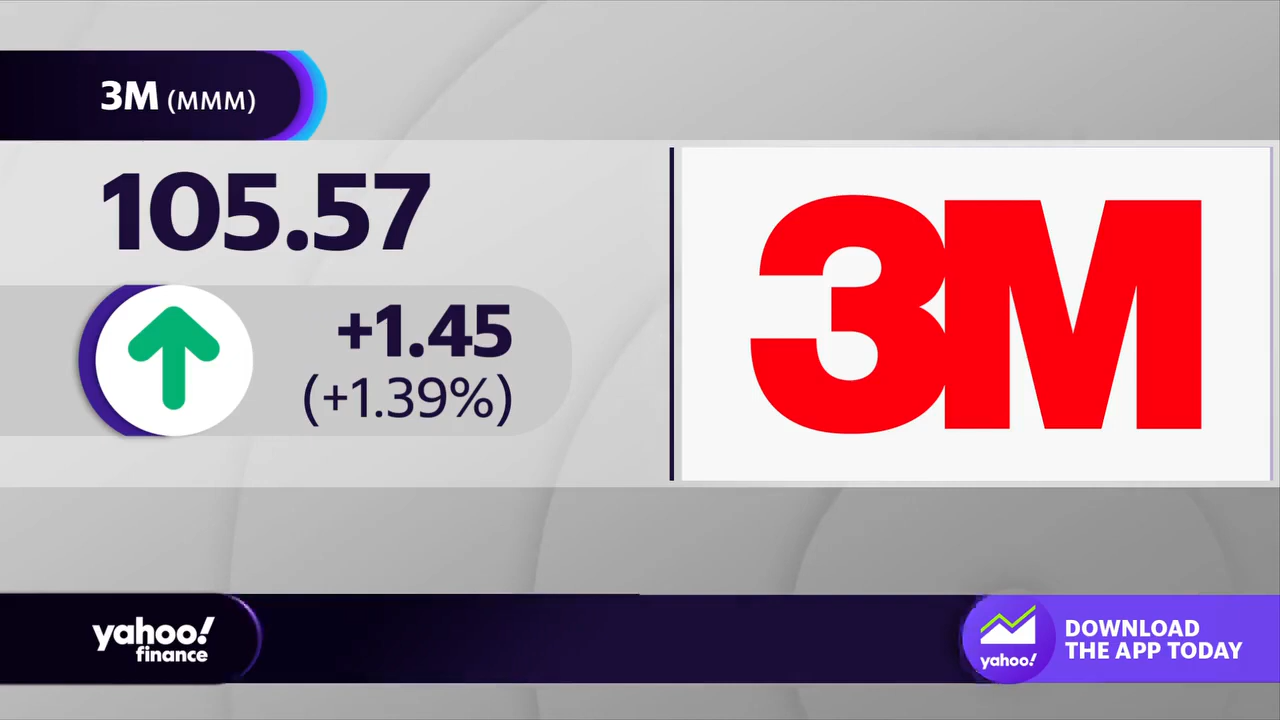 3M (MMM)
105.57
+1.45
(+1.39%)
3M
yahoo!
finance
yahoo!
DOWNLOAD
THE APP TODAY